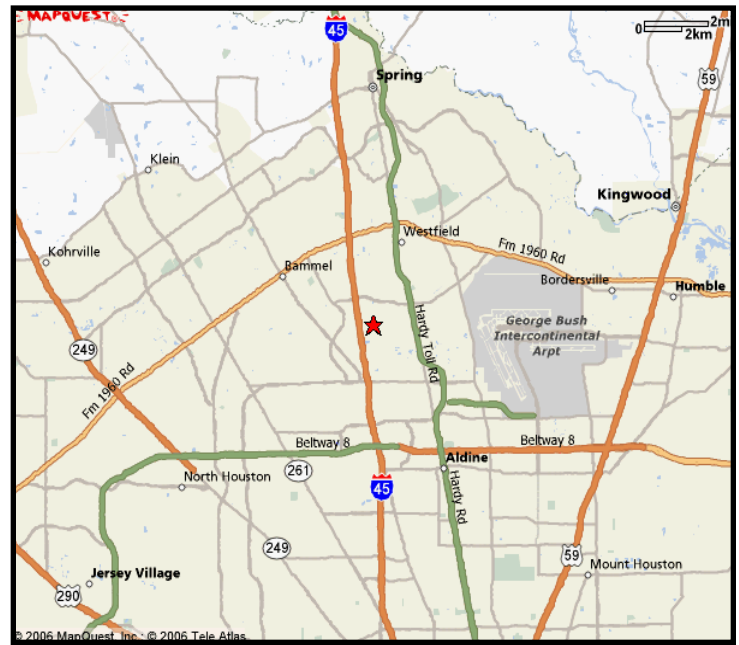 MAPQUEST
45
2m
0
2km
59
Spring
Klein
Kingwood
Westfield
Fm 1960 Rd
Kohrville
Bammel
Bordersville
Humble
George Bush
Intercontinental
Arpt
Hardy Toll Rd
249
Fm 1960 Rd
Beltway 8
Beltway 8
Aldine
261
North Houston
45
Hardy Rd
249
59
Mount Houston
Jersey Village
290
© 2006 MapQuest, Inc.; © 2006 Tele Atlas.